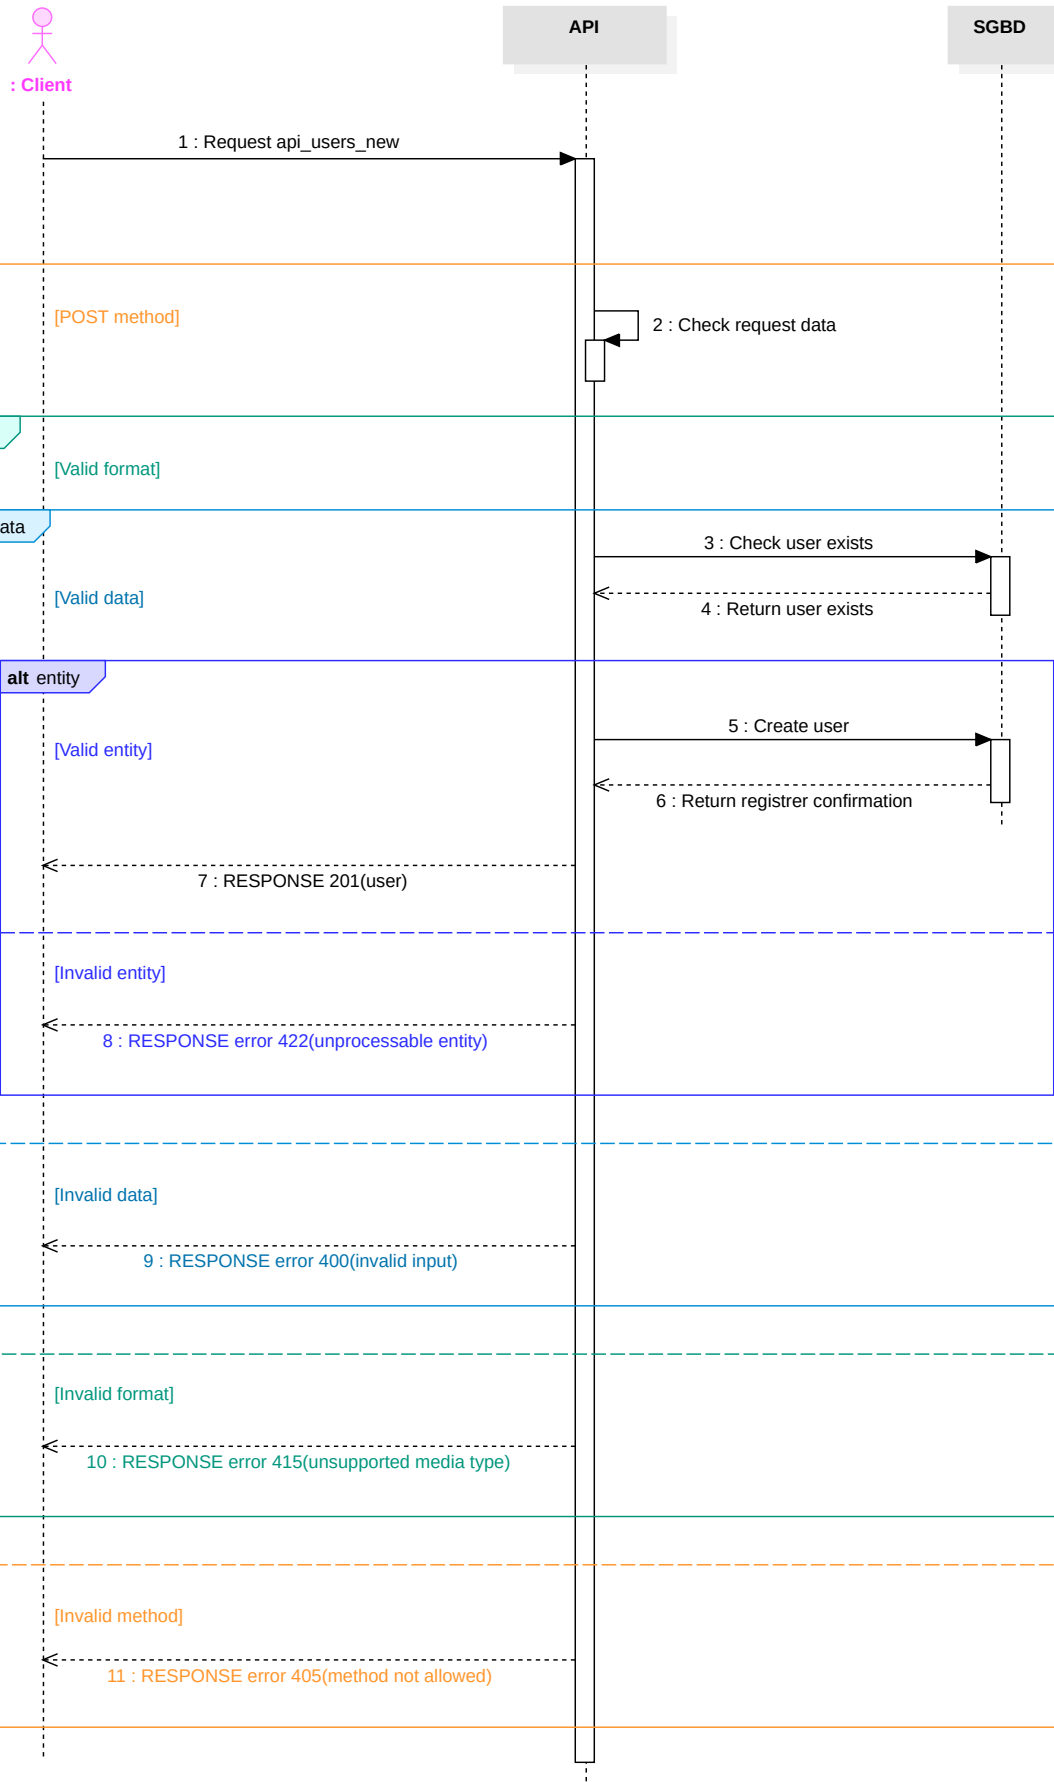 API
SGBD
: Client
1 : Request api_users_new
[POST method]
2 : Check request data
[Valid format]
ata
3 : Check user exists
[Valid data]
4 : Return user exists
alt entity
5 : Create user
[Valid entity]
6 : Return registrer confirmation
7 : RESPONSE 201(user)
[Invalid entity]
8 : RESPONSE error 422(unprocessable entity)
[Invalid data]
9 : RESPONSE error 400(invalid input)
[Invalid format]
10 : RESPONSE error 415(unsupported media type)
[Invalid method]
11 : RESPONSE error 405(method not allowed)